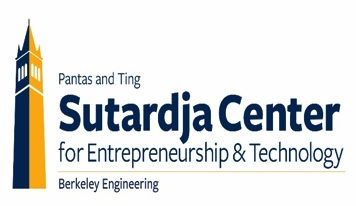 Pantas and Ting
Sutardja Center
for Entrepreneurship & Technology
Berkeley Engineering